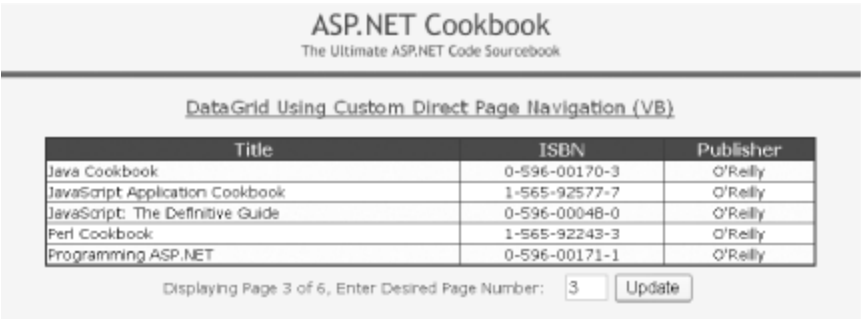 ASP.NET Cookbook
The Ultimate ASP.NET Code Sourcebook
DataGrid Using Custom Direct Page Navigation (VB)
Title ISBN Publisher
Java Cookbook 0-596-00170-3 O'Reilly
JavaScript Application Cookbook 1-565-92577-7 O'Reilly
JavaScript: The Definitive Guide 0-596-00048-0 O'Reilly
Perl Cookbook 1-565-92243-3 O'Reilly
Programming ASP.NET 0-596-00171-1 O'Reilly
Displaying Page 3 of 6, Enter Desired Page Number: 3 Update